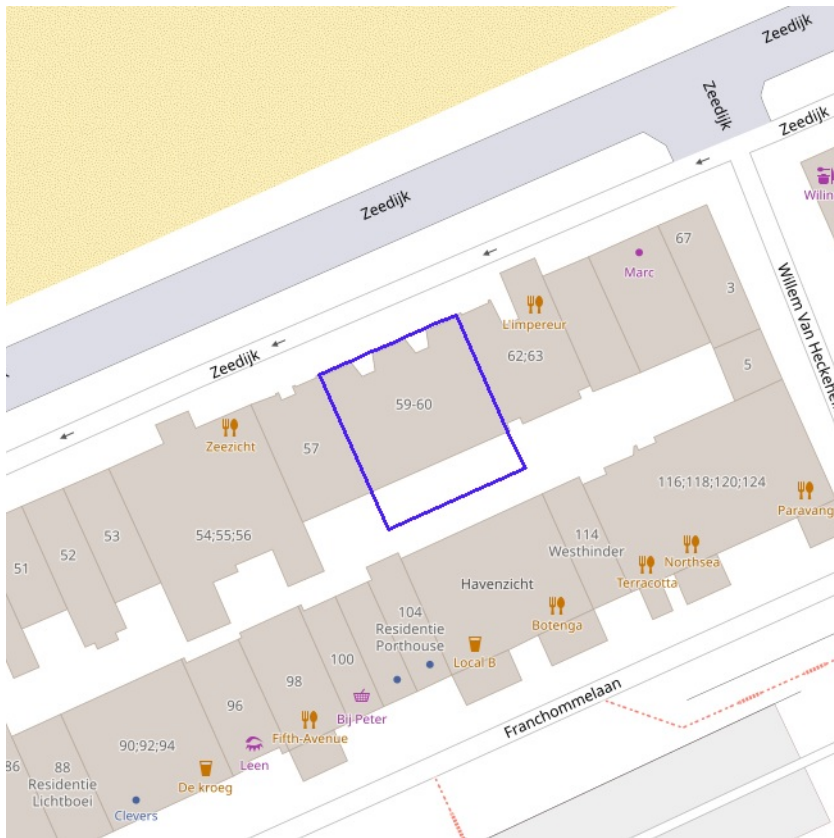 Zeedijk
Zeedijk
Zeedijk
Zeedijk
Wilin
67
Marc
3
Willem Van Heckenel
L'impereur
62;63
5
Zeedijk
59-60
Zeezicht
57
54;55;56
53
52
51
116;118;120;124
Paravang
114
Westhinder
Northsea
Terracotta
Havenzicht
Botenga
104
Residentie
Porthouse
Local B
100
98
Bij Peter
Fifth-Avenue
96
Leen
90;92;94
De kroeg
88
Residentie
Lichtboei
86
Clevers
Franchommelaan